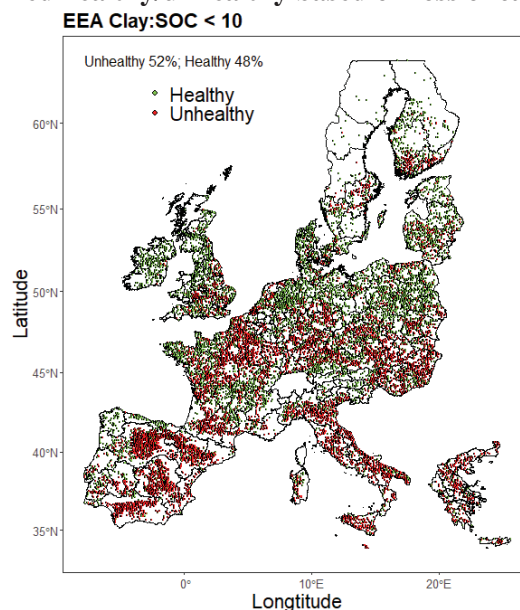 EEA Clay:SOC < 10
Unhealthy 52%; Healthy 48%
Healthy
Unhealthy
60°N
55°N
50°N
45°N
40°N
35°N
Latitude
0°
10°E
20°E
Longtitude